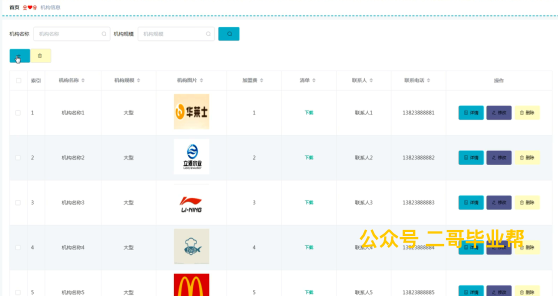 首页 机构信息
机构名称 机构名称 机构规模 机构规模
索引 机构名称 机构规模 机构图片 加盟费 清单 联系人 联系电话 操作
1 机构名称1 大型 华莱士 1 下载 联系人1 13823888881 详情 修改 删除
2 机构名称2 大型 2 下载 联系人2 13823888882 详情 修改 删除
3 机构名称3 大型 LI-NING 3 下载 联系人3 13823888883 详情 修改 删除
4 机构名称4 大型 4 下载 联系人4 13823888884 详情 修改 删除
公众号 二哥毕业帮
5 机构名称5 大型 5 下载 联系人5 13823888885 详情 修改 删除